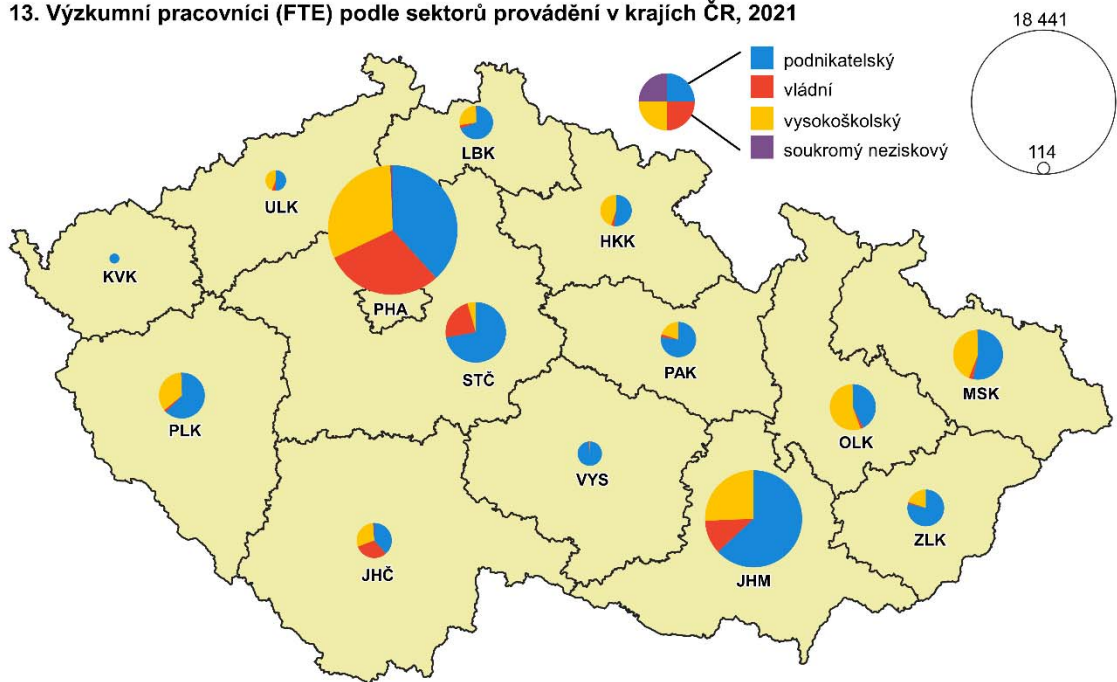 13. Výzkumní pracovníci (FTE) podle sektorů provádění v krajích ČR, 2021
18 441
podnikatelský
vládní
vysokoškolský
soukromý neziskový
114
LBK
ULK
HKK
KVK
PHA
STČ
PAK
MSK
PLK
OLK
VYS
ZLK
JHČ
JHM